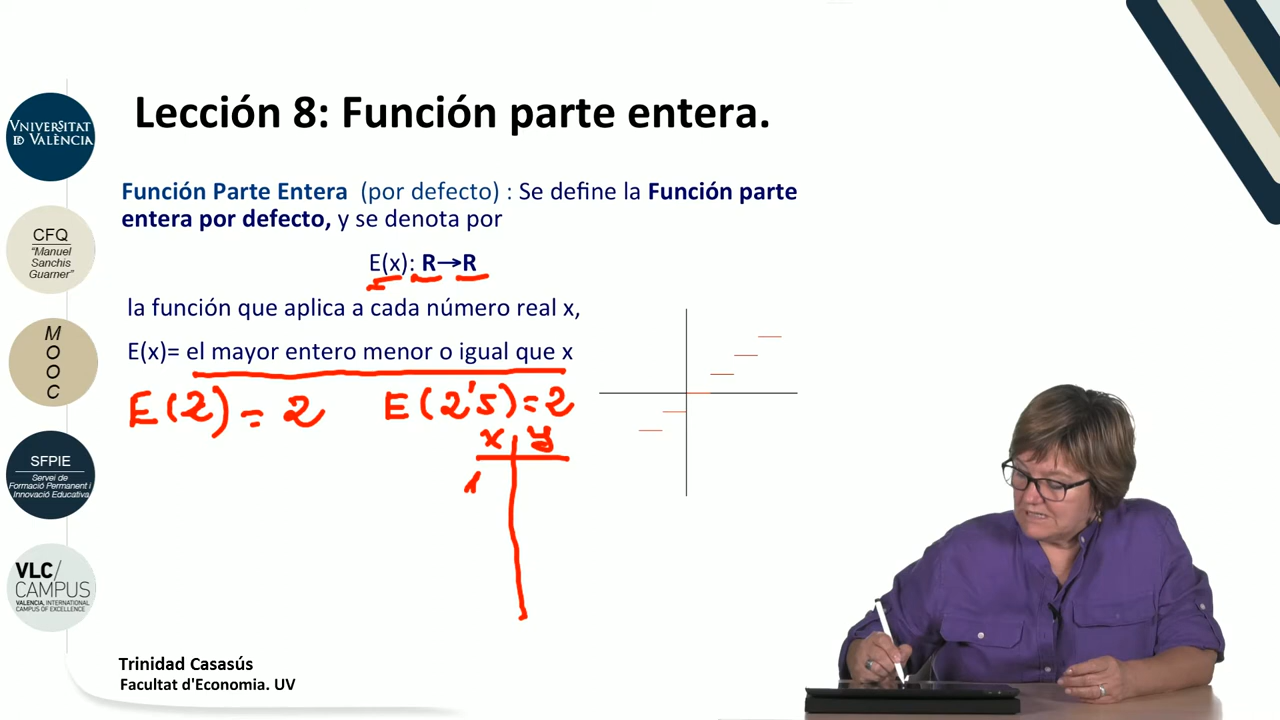 Lección 8: Función parte entera.
VNIVERSITAT
ID VALÈNCIA
Función Parte Entera (por defecto) : Se define la Función parte
entera por defecto, y se denota por
E(x): R→R
la función que aplica a cada número real x,
E(x)= el mayor entero menor o igual que x
E(2) = 2 E(2'5) = 2
x y
1
CFQ
"Manuel
Sanchis
Guarner"
M
O
O
C
SFPIE
Servei de
Formació Permanent i
Innovació Educativa
VLC/
CAMPUS
VALENCIA, INTERNATIONAL
CAMPUS OF EXCELLENCE
Trinidad Casasús
Facultat d'Economia. UV